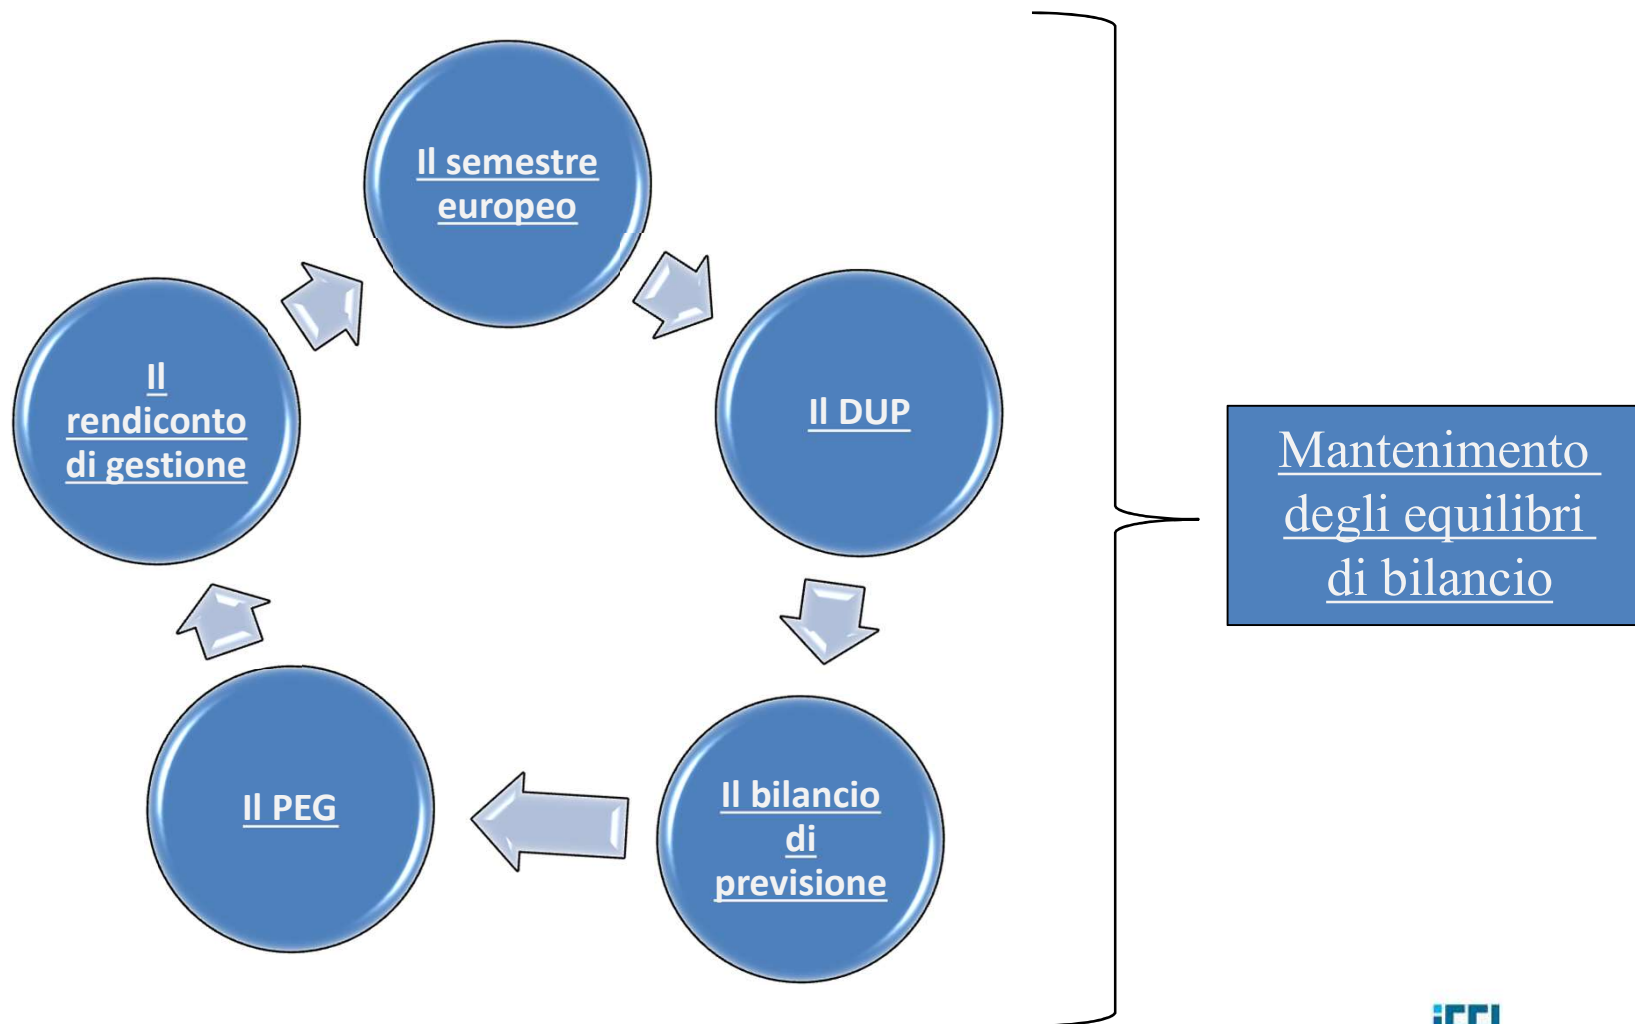 Il semestre
europeo
Il DUP
Il bilancio
di
previsione
Il PEG
Il
rendiconto
di gestione
Mantenimento
degli equilibri
di bilancio